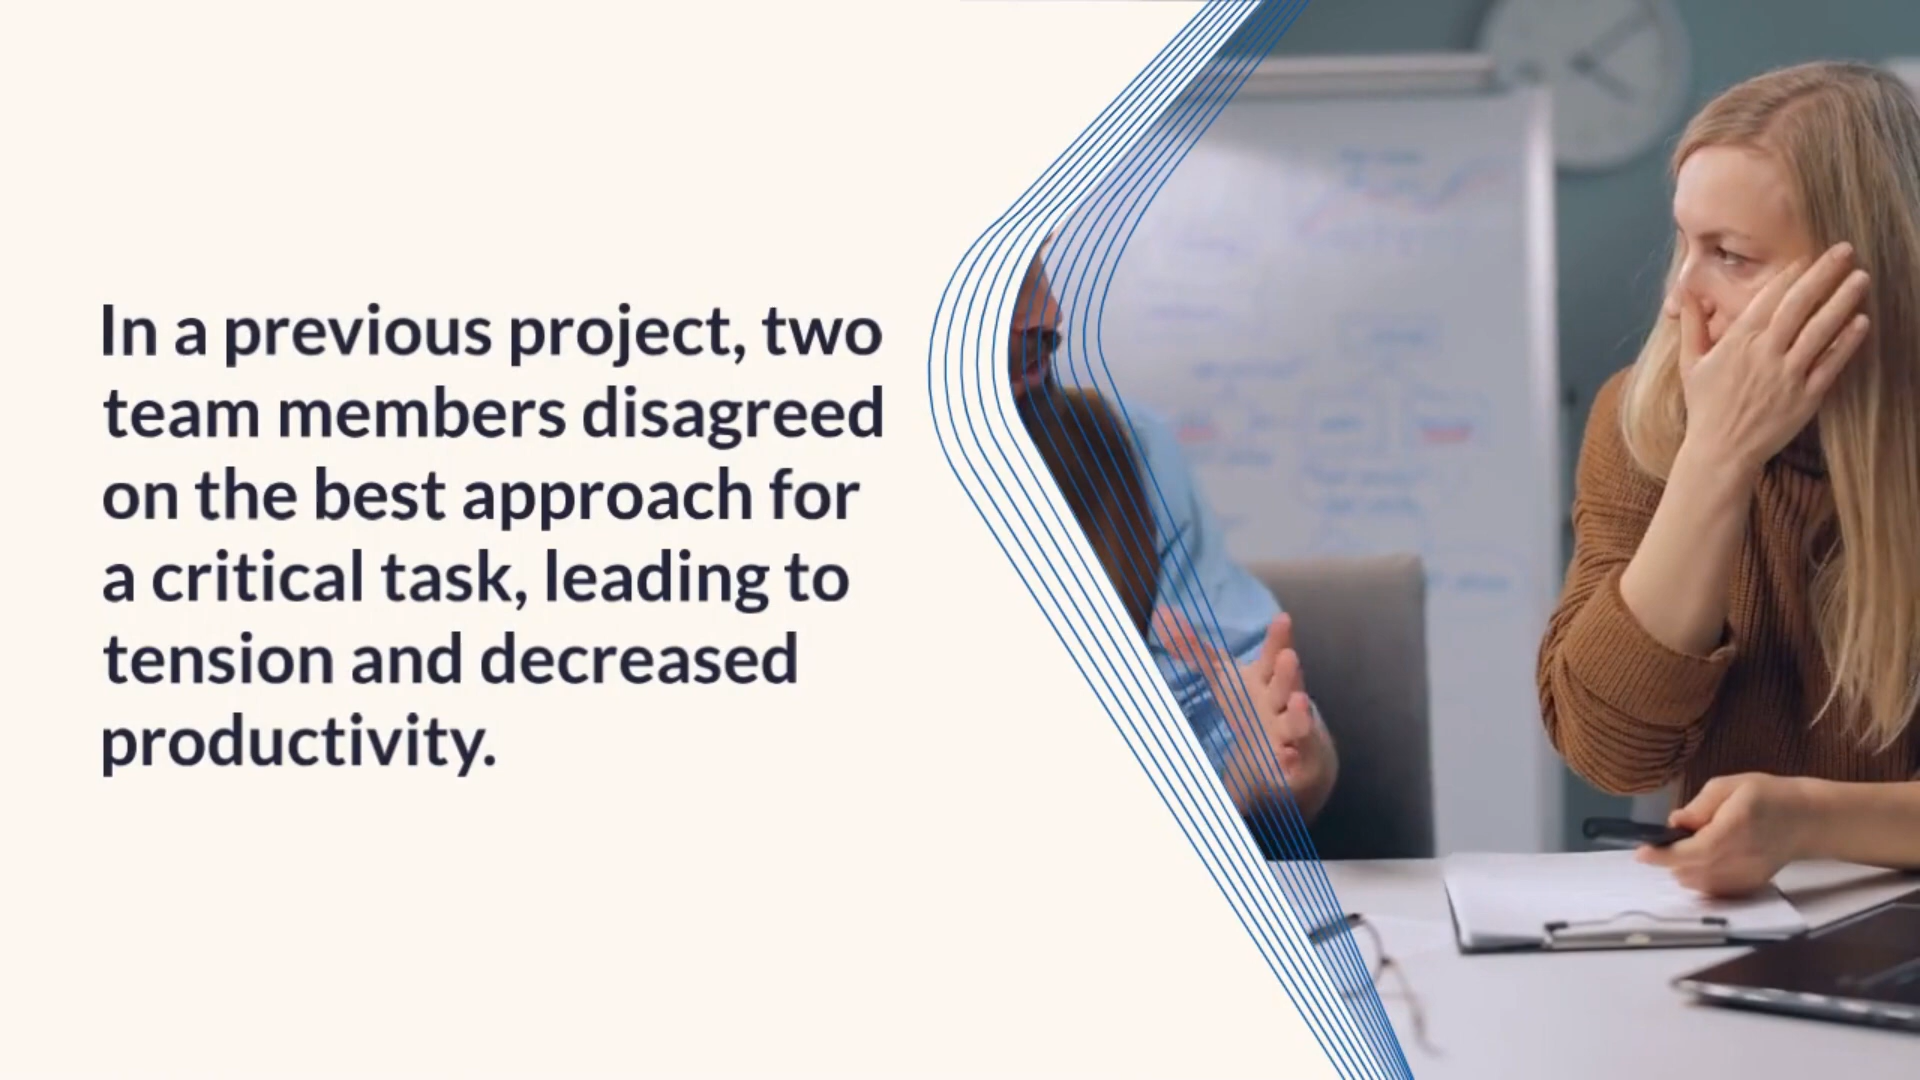 In a previous project, two
team members disagreed
on the best approach for
a critical task, leading to
tension and decreased
productivity.